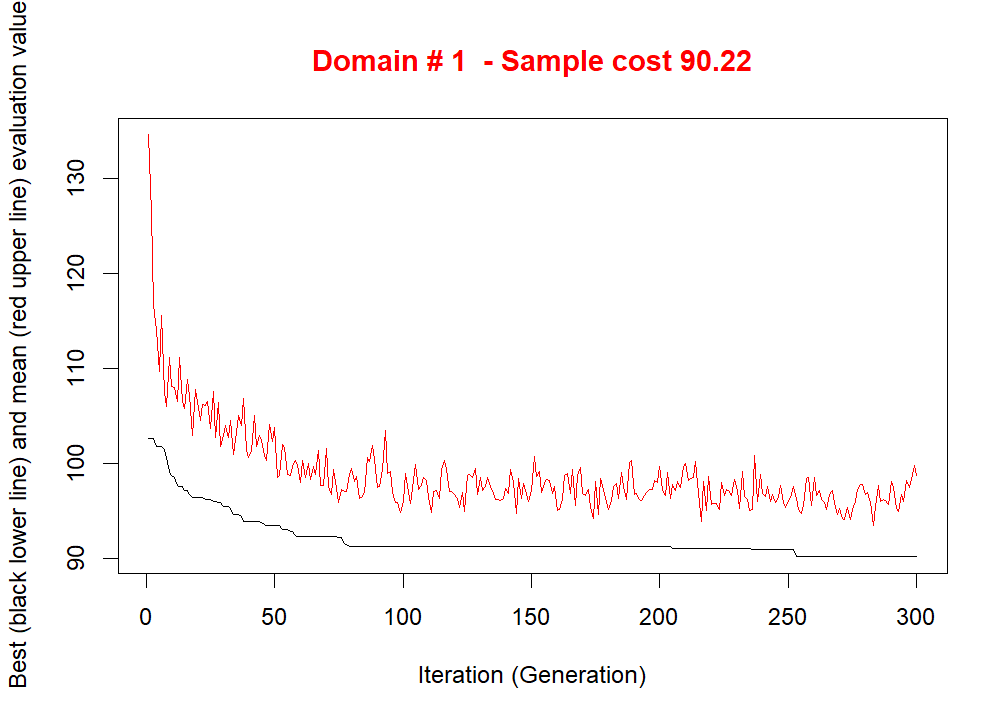 Domain # 1  - Sample cost 90.22
Best (black lower line) and mean (red upper line) evaluation value
130
120
110
100
90
0 50 100 150 200 250 300
Iteration (Generation)